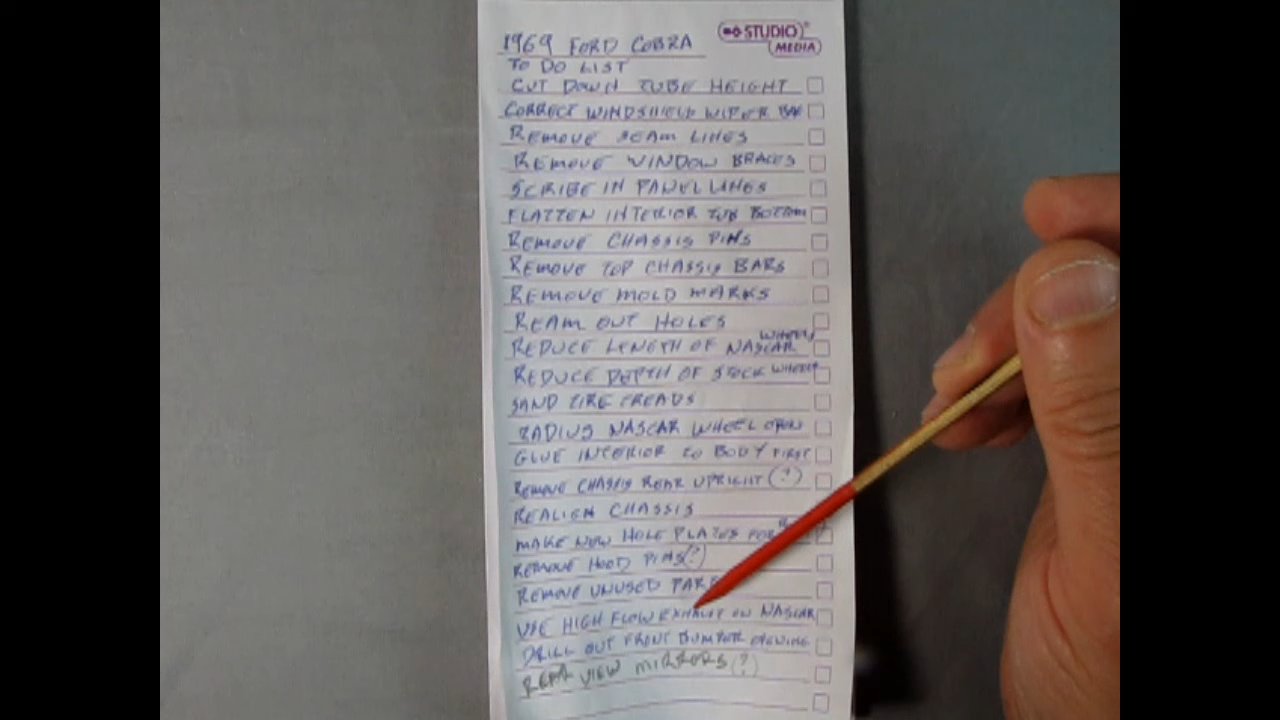 STUDIO
MEDIA
1969 FORD COBRA
TO DO LIST
CUT DOWN TUBE HEIGHT
CORRECT WINDSHIELD WIPER BAR
REMOVE SEAM LINES
REMOVE WINDOW BRACES
SCRIBE IN PANEL LINES
FLATTEN INTERIOR TUB BOTTOM
REMOVE CHASSIS PINS
REMOVE TOP CHASSIS BARS
REMOVE MOLD MARKS
REAM OUT HOLES
REDUCE LENGTH OF NASCAR WHEELS
REDUCE DEPTH OF STOCK WHEELS
SAND TIRE TREADS
RADIUS NASCAR WHEEL OPEN
GLUE INTERIOR TO BODY FIRST
REMOVE CHASSIS REAR UPRIGHT (?)
REALIGN CHASSIS
MAKE NEW HOLE PLATES FOR
REMOVE HOOD PINS (?)
REMOVE UNUSED
USE HIGH FLOW EXHAUST ON NASCAR
DRILL OUT FRONT BUMPER OPENING
REAR VIEW MIRRORS (?)